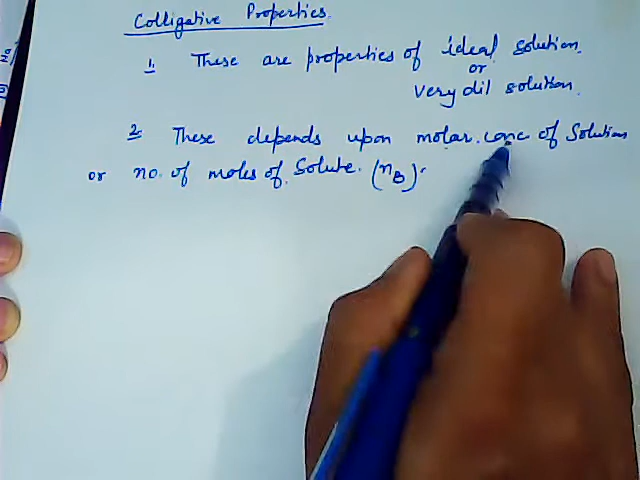 Colligative Properties.
1. These are properties of ideal solution.
or
very dil solution.
2. These depends upon molar conc of Solution
or no. of moles of Solute. (nB).